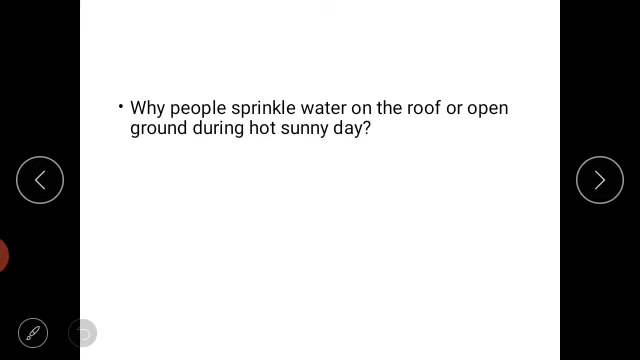 • Why people sprinkle water on the roof or open
ground during hot sunny day?